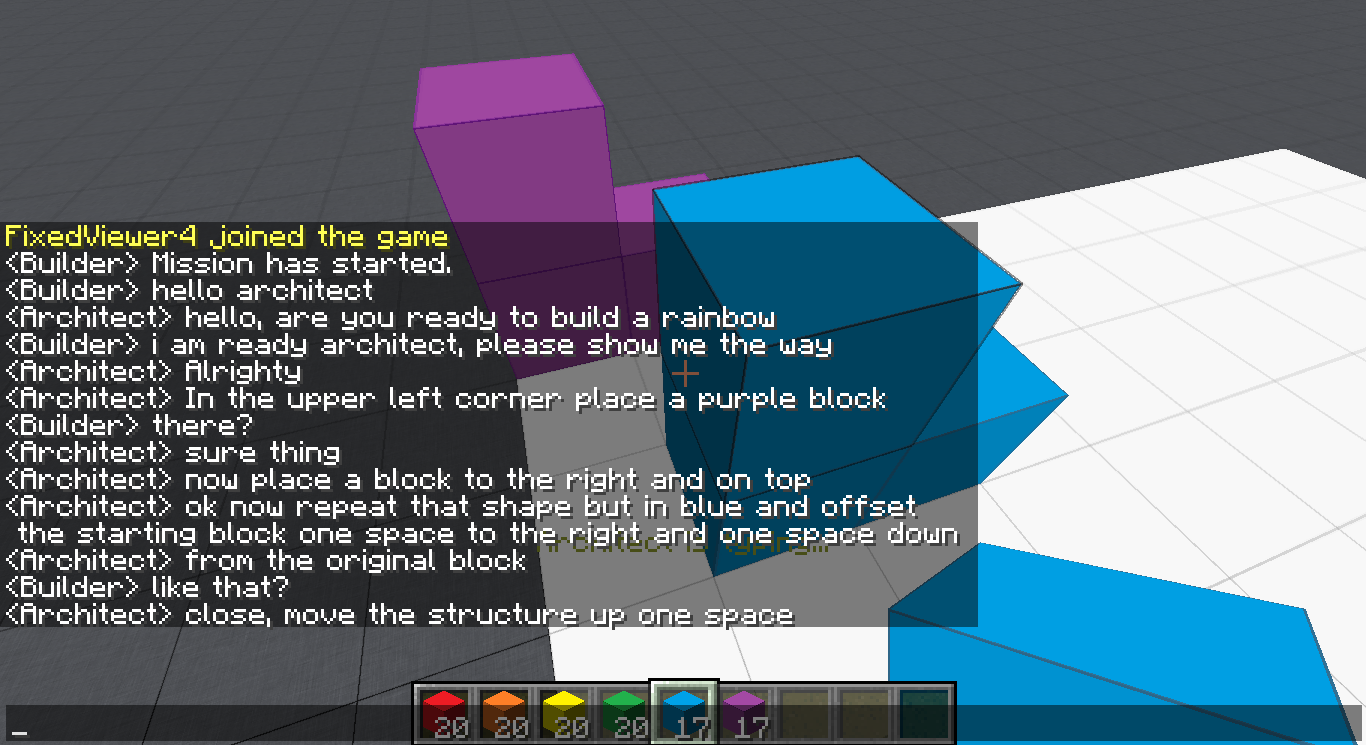 FixedViewer4 joined the game
<Builder> Mission has started.
<Builder> hello architect
<Architect> hello, are you ready to build a rainbow
<Builder> i am ready architect, please show me the way
<Architect> Alrighty
<Architect> In the upper left corner place a purple block
<Builder> there?
<Architect> sure thing
<Architect> now place a block to the right and on top
<Architect> ok now repeat that shape but in blue and offset
the starting block one space to the right and one space down
Architect is typing...
<Architect> from the original block
<Builder> like that?
<Architect> close, move the structure up one space
20 20 20 20 17 17
_